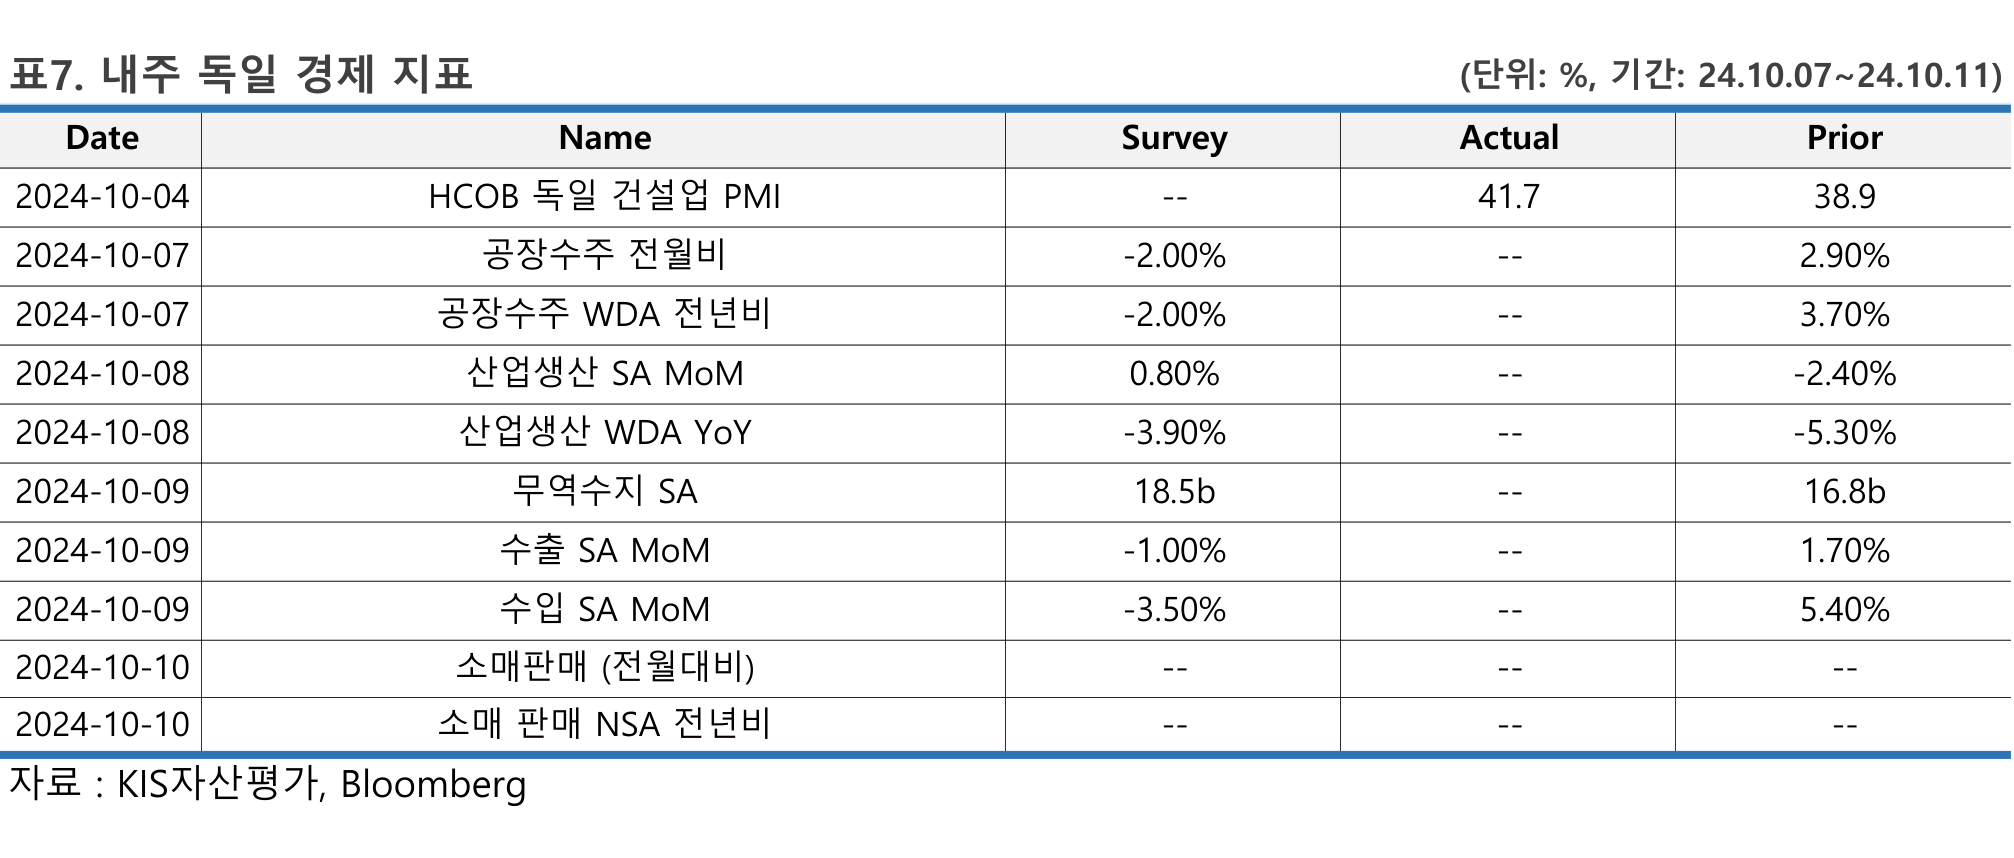 표7. 내주 독일 경제 지표 (단위: %, 기간: 24.10.07~24.10.11)
Date Name Survey Actual Prior
2024-10-04 HCOB 독일 건설업 PMI -- 41.7 38.9
2024-10-07 공장수주 전월비 -2.00% -- 2.90%
2024-10-07 공장수주 WDA 전년비 -2.00% -- 3.70%
2024-10-08 산업생산 SA MoM 0.80% -- -2.40%
2024-10-08 산업생산 WDA YoY -3.90% -- -5.30%
2024-10-09 무역수지 SA 18.5b -- 16.8b
2024-10-09 수출 SA MoM -1.00% -- 1.70%
2024-10-09 수입 SA MoM -3.50% -- 5.40%
2024-10-10 소매판매 (전월대비) -- -- --
2024-10-10 소매 판매 NSA 전년비 -- -- --
자료 : KIS자산평가, Bloomberg